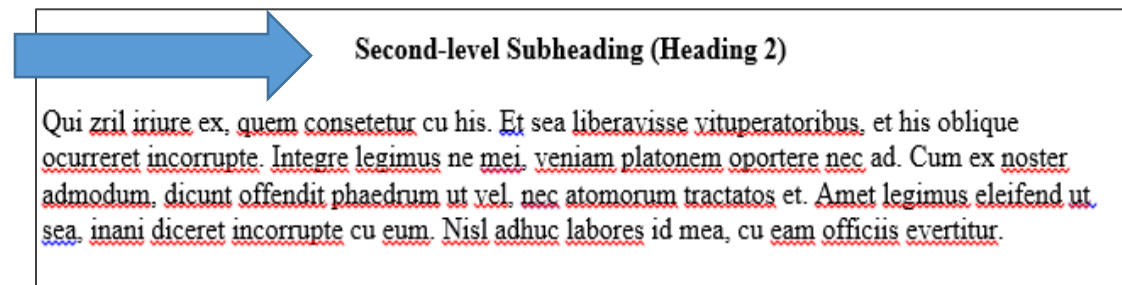 Second-level Subheading (Heading 2)
Qui zril iriure ex, quem consetetur cu his. Et sea liberavisse vituperatoribus, et his oblique
ocurreret incorrupte. Integre legimus ne mei, veniam platonem oportere nec ad. Cum ex noster
admodum, dicunt offendit phaedrum ut vel, nec atomorum tractatos et. Amet legimus eleifend ut
sea, inani diceret incorrupte cu eum. Nisl adhuc labores id mea, cu eam officiis evertitur.